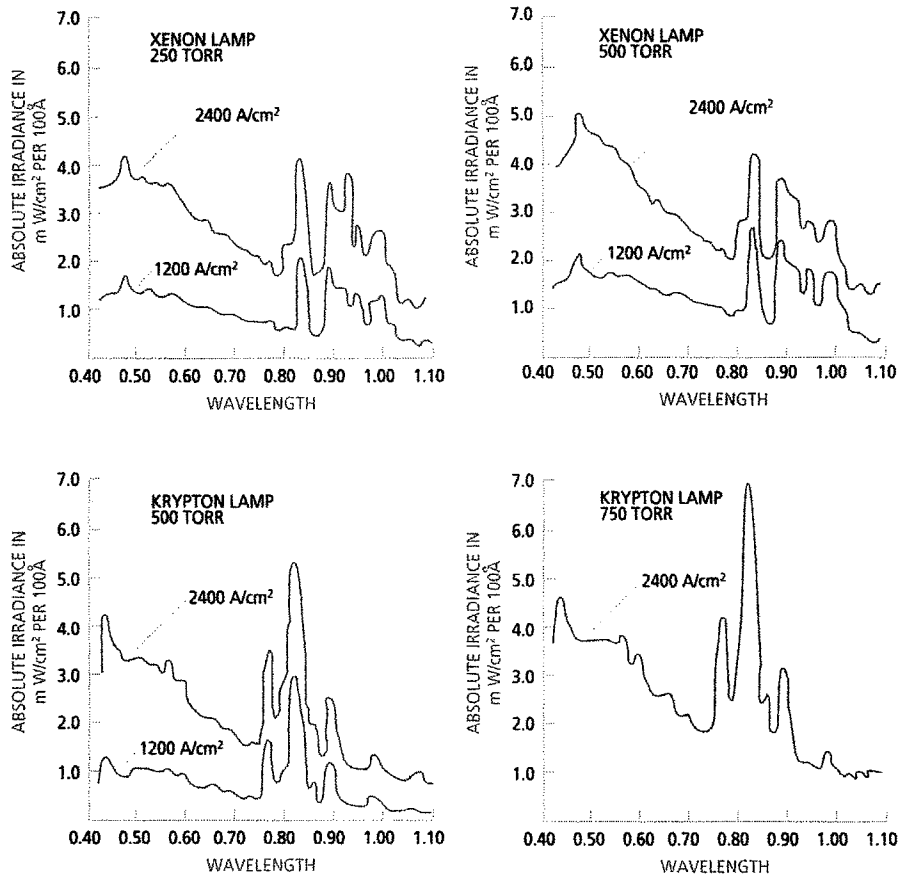 7.0
XENON LAMP
250 TORR
6.0
5.0
2400 A/cm²
4.0
3.0
2.0
1200 A/cm²
1.0
0.40 0.50 0.60 0.70 0.80 0.90 1.00 1.10
WAVELENGTH
ABSOLUTE IRRADIANCE IN
m W/cm² PER 100Å
7.0
XENON LAMP
500 TORR
6.0
5.0
2400 A/cm²
4.0
3.0
2.0
1200 A/cm²
1.0
0.40 0.50 0.60 0.70 0.80 0.90 1.00 1.10
WAVELENGTH
ABSOLUTE IRRADIANCE IN
m W/cm² PER 100Å
7.0
KRYPTON LAMP
500 TORR
6.0
5.0
2400 A/cm²
4.0
3.0
2.0
1200 A/cm²
1.0
0.40 0.50 0.60 0.70 0.80 0.90 1.00 1.10
WAVELENGTH
ABSOLUTE IRRADIANCE IN
m W/cm² PER 100Å
7.0
KRYPTON LAMP
750 TORR
6.0
5.0
2400 A/cm²
4.0
3.0
2.0
1.0
0.40 0.50 0.60 0.70 0.80 0.90 1.00 1.10
WAVELENGTH
ABSOLUTE IRRADIANCE IN
m W/cm² PER 100Å